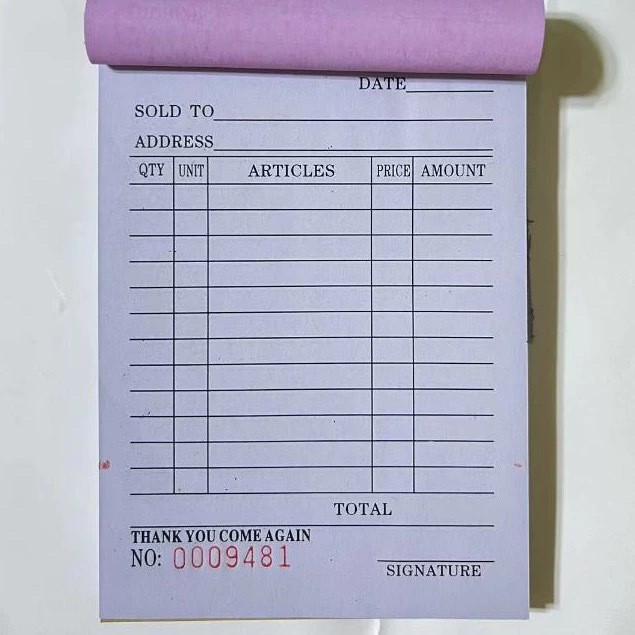 DATE
SOLD TO
ADDRESS
QTY UNIT ARTICLES PRICE AMOUNT
TOTAL
THANK YOU COME AGAIN
NO: 0009481
SIGNATURE